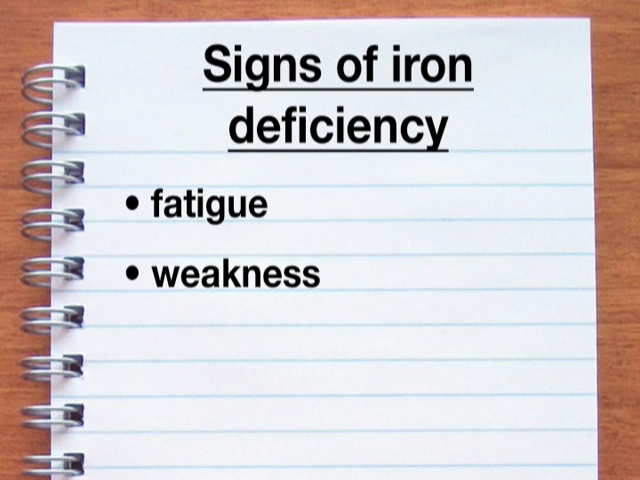 Signs of iron
deficiency
• fatigue
• weakness